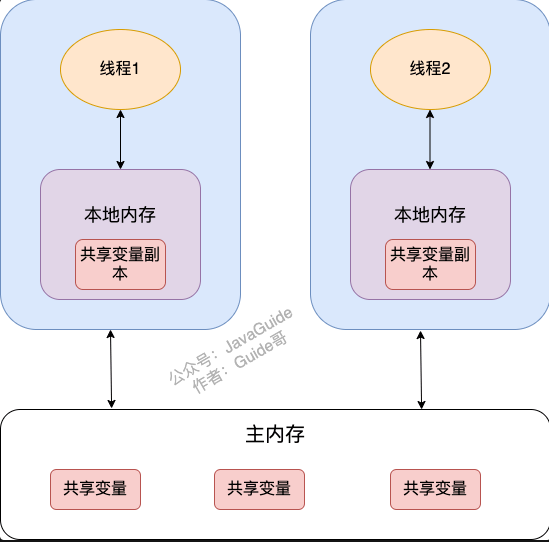 线程1
线程2
本地内存
本地内存
共享变量副
本
共享变量副
本
公众号：JavaGuide
作者：Guide哥
主内存
共享变量
共享变量
共享变量